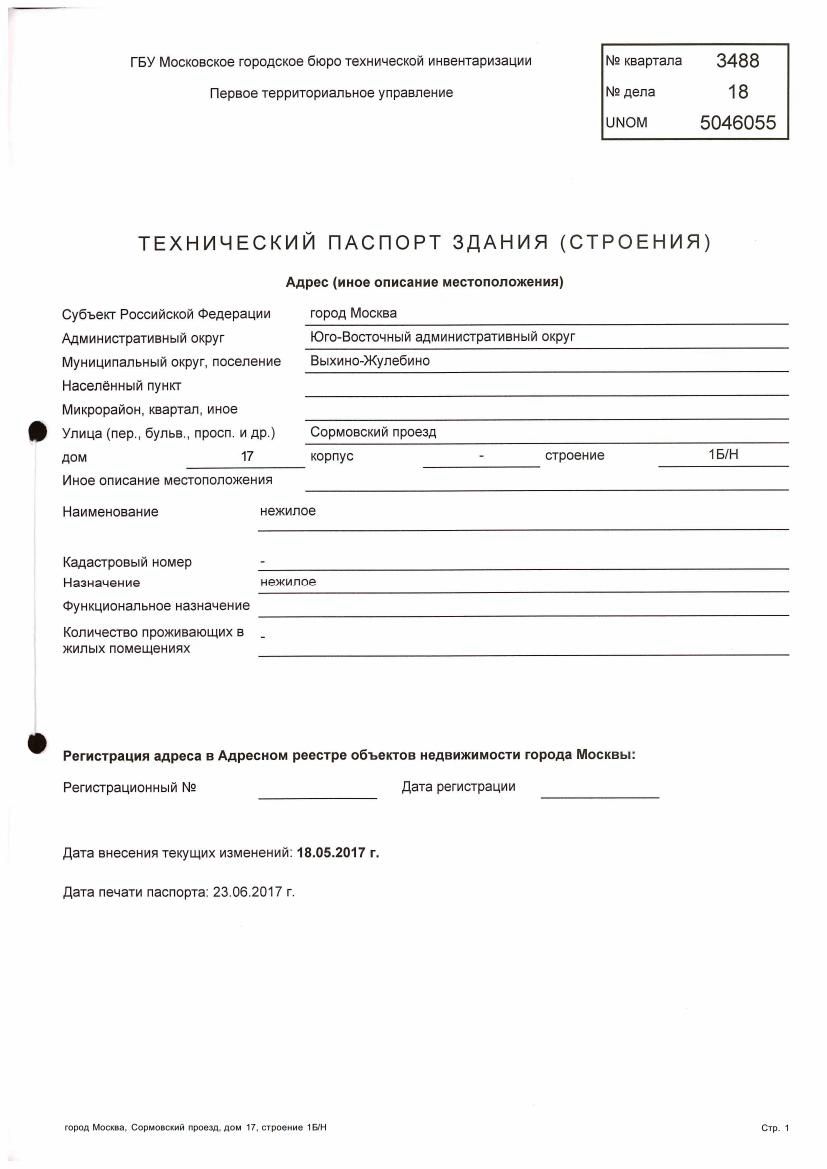 ГБУ Московское городское бюро технической инвентаризации
Первое территориальное управление
№ квартала 3488
№ дела 18
UNOM 5046055
ТЕХНИЧЕСКИЙ ПАСПОРТ ЗДАНИЯ (СТРОЕНИЯ)
Адрес (иное описание местоположения)
Субъект Российской Федерации город Москва
Административный округ Юго-Восточный административный округ
Муниципальный округ, поселение Выхино-Жулебино
Населённый пункт
Микрорайон, квартал, иное
Улица (пер., бульв., просп. и др.) Сормовский проезд
дом 17 корпус - строение 1Б/Н
Иное описание местоположения
Наименование нежилое
Кадастровый номер -
Назначение нежилое
Функциональное назначение
Количество проживающих в -
жилых помещениях
Регистрация адреса в Адресном реестре объектов недвижимости города Москвы:
Регистрационный № Дата регистрации
Дата внесения текущих изменений: 18.05.2017 г.
Дата печати паспорта: 23.06.2017 г.
город Москва, Сормовский проезд, дом 17, строение 1Б/Н Стр. 1